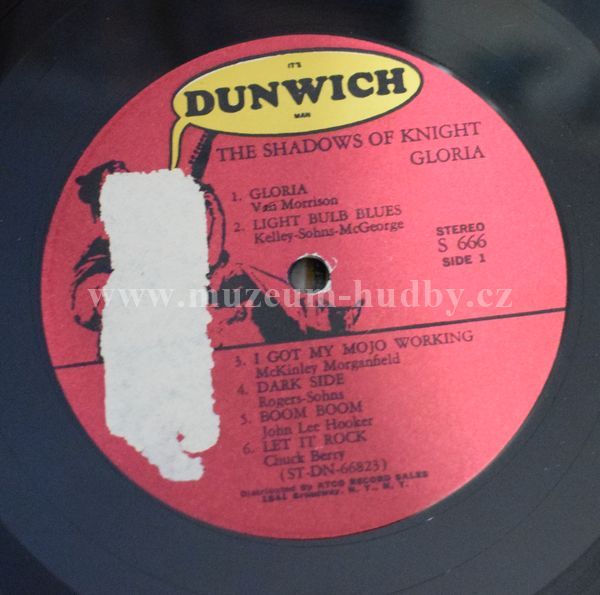 IT'S
DUNWICH
MAN
THE SHADOWS OF KNIGHT
GLORIA
1. GLORIA
Van Morrison
2. LIGHT BULB BLUES
Kelley-Sohns-McGeorge
STEREO
S 666
SIDE 1
www.muzeum-hudby.cz
3. I GOT MY MOJO WORKING
McKinley Morganfield
4. DARK SIDE
Rogers-Sohns
5. BOOM BOOM
John Lee Hooker
6. LET IT ROCK
Chuck Berry
(ST-DN-66823)
Distributed By ATCO RECORD SALES
1841 Broadway, N. Y., N. Y.